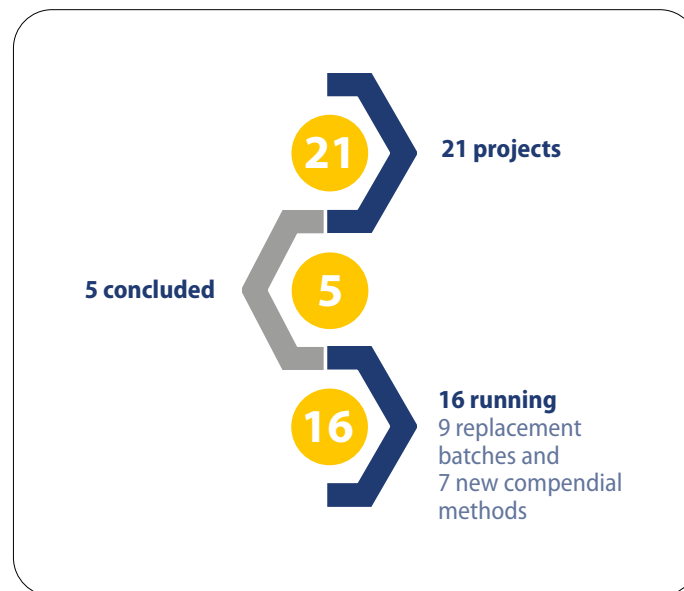 21
21 projects
5 concluded
5
16
16 running
9 replacement
batches and
7 new compendial
methods